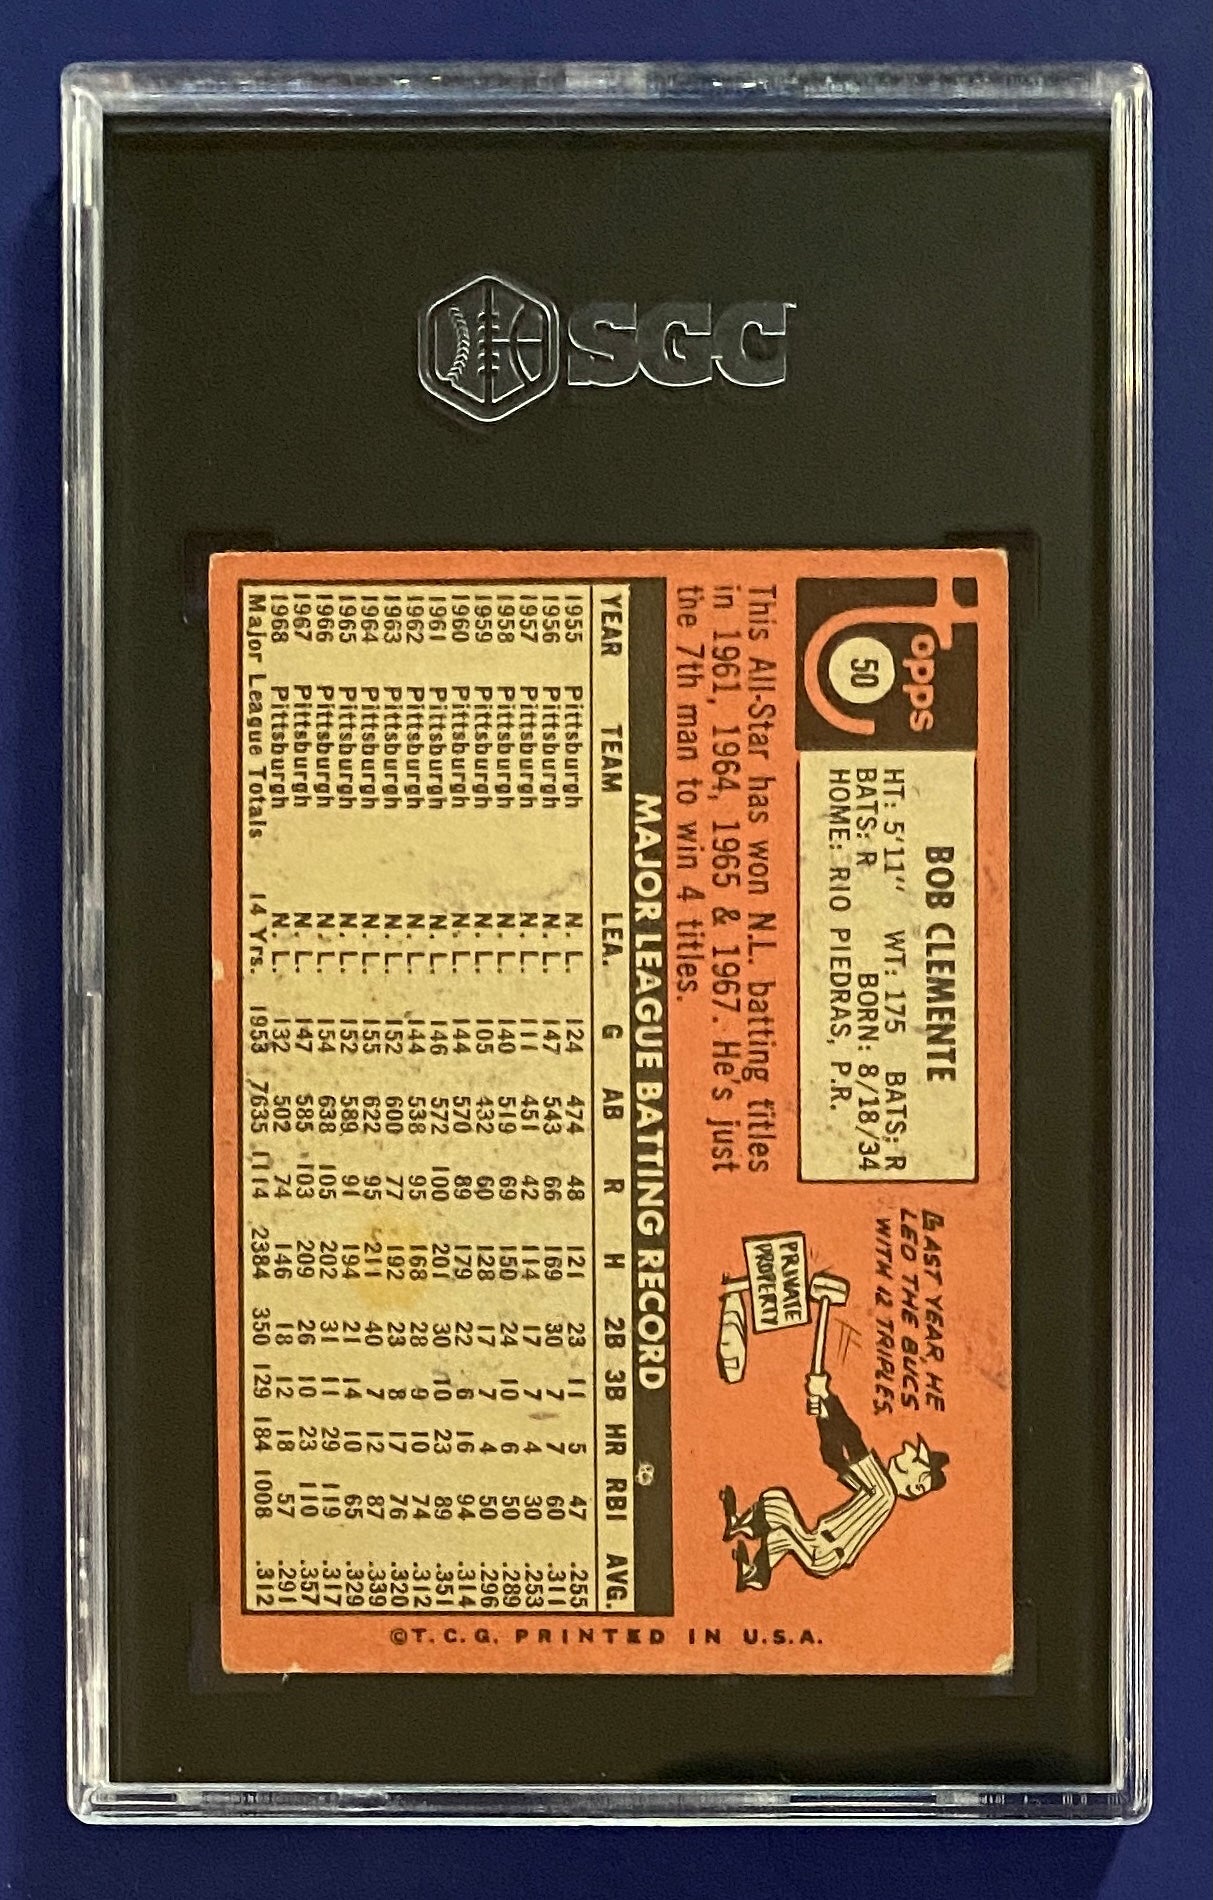 SGC
Topps
50
BOB CLEMENTE
HT: 5'11" WT: 175 BATS: R
BATS: R BORN: 8/18/34
HOME: RIO PIEDRAS, P.R.
LAST YEAR, HE
LED THE BUCS
WITH 12 TRIPLES.
PRIVATE
PROPERTY
This All-Star has won N.L. batting titles
in 1961, 1964, 1965 & 1967. He's just
the 7th man to win 4 titles.
MAJOR LEAGUE BATTING RECORD
YEAR TEAM LEA. G AB R H 2B 3B HR RBI AVG.
1955 Pittsburgh N. L. 124 474 48 121 23 11 5 47 .255
1956 Pittsburgh N. L. 147 543 66 169 30 7 7 60 .311
1957 Pittsburgh N. L. 111 451 42 114 17 7 4 30 .253
1958 Pittsburgh N. L. 140 519 69 150 24 10 6 50 .289
1959 Pittsburgh N. L. 105 432 60 128 17 7 4 50 .296
1960 Pittsburgh N. L. 144 570 89 179 22 6 16 94 .314
1961 Pittsburgh N. L. 146 572 100 201 30 10 23 89 .351
1962 Pittsburgh N. L. 144 538 95 168 28 9 10 74 .312
1963 Pittsburgh N. L. 152 600 77 192 23 8 17 76 .320
1964 Pittsburgh N. L. 155 622 95 211 40 7 12 87 .339
1965 Pittsburgh N. L. 152 589 91 194 21 14 10 65 .329
1966 Pittsburgh N. L. 154 638 105 202 31 11 29 119 .317
1967 Pittsburgh N. L. 147 585 103 209 26 10 23 110 .357
1968 Pittsburgh N. L. 132 502 74 146 18 12 18 57 .291
Major League Totals 14 Yrs. 1953 7635 1114 2384 350 129 184 1008 .312
©T.C.G. PRINTED IN U.S.A.